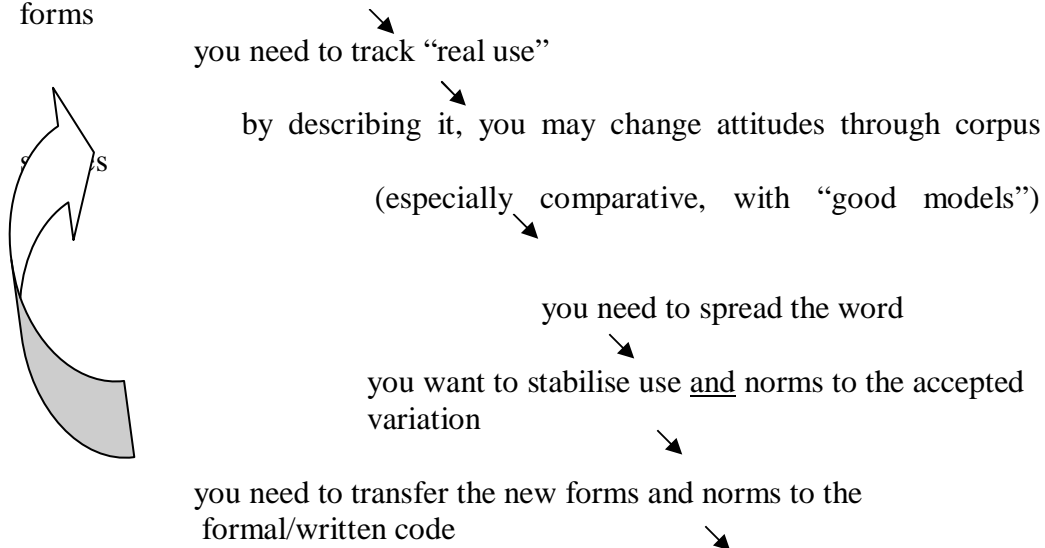 forms
you need to track “real use”
by describing it, you may change attitudes through corpus
(especially comparative, with “good models”)
you need to spread the word
you want to stabilise use and norms to the accepted
variation
you need to transfer the new forms and norms to the
formal/written code